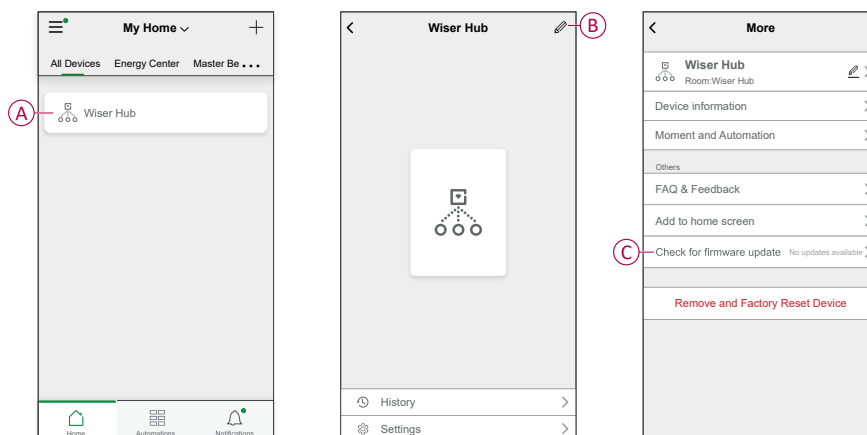 My Home
All Devices Energy Center Master Be...
A
Wiser Hub
Home Automations Notifications
Wiser Hub
B
History
Settings
More
Wiser Hub
Room:Wiser Hub
Device information
Moment and Automation
Others
FAQ & Feedback
Add to home screen
C
Check for firmware update No updates available
Remove and Factory Reset Device